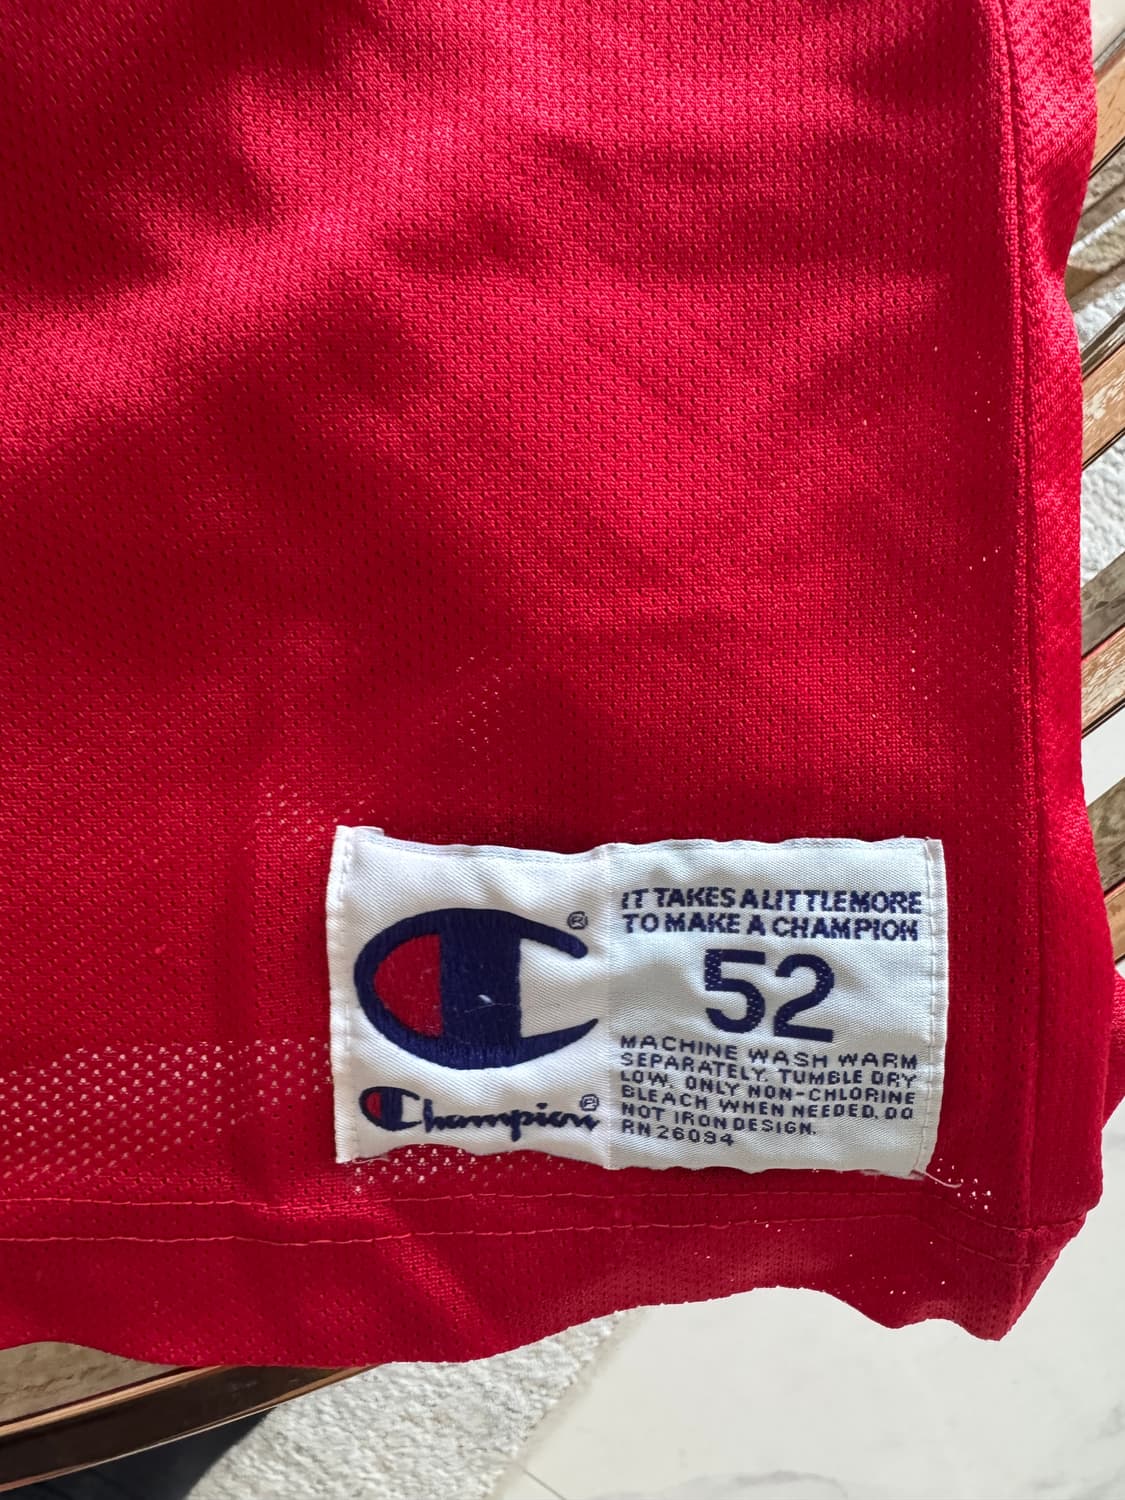 ®
Champion®
IT TAKES A LITTLE MORE
TO MAKE A CHAMPION
52
MACHINE WASH WARM
SEPARATELY. TUMBLE DRY
LOW. ONLY NON-CHLORINE
BLEACH WHEN NEEDED. DO
NOT IRON DESIGN.
RN 26094